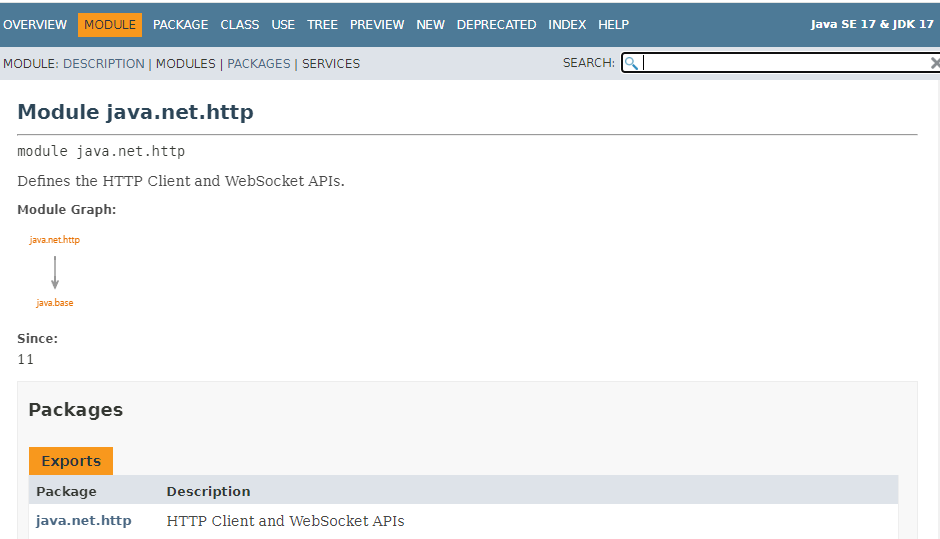 OVERVIEW MODULE PACKAGE CLASS USE TREE PREVIEW NEW DEPRECATED INDEX HELP Java SE 17 & JDK 17
MODULE: DESCRIPTION | MODULES | PACKAGES | SERVICES SEARCH:
Module java.net.http
module java.net.http
Defines the HTTP Client and WebSocket APIs.
Module Graph:
java.net.http
java.base
Since:
11
Packages
Exports
Package Description
java.net.http HTTP Client and WebSocket APIs